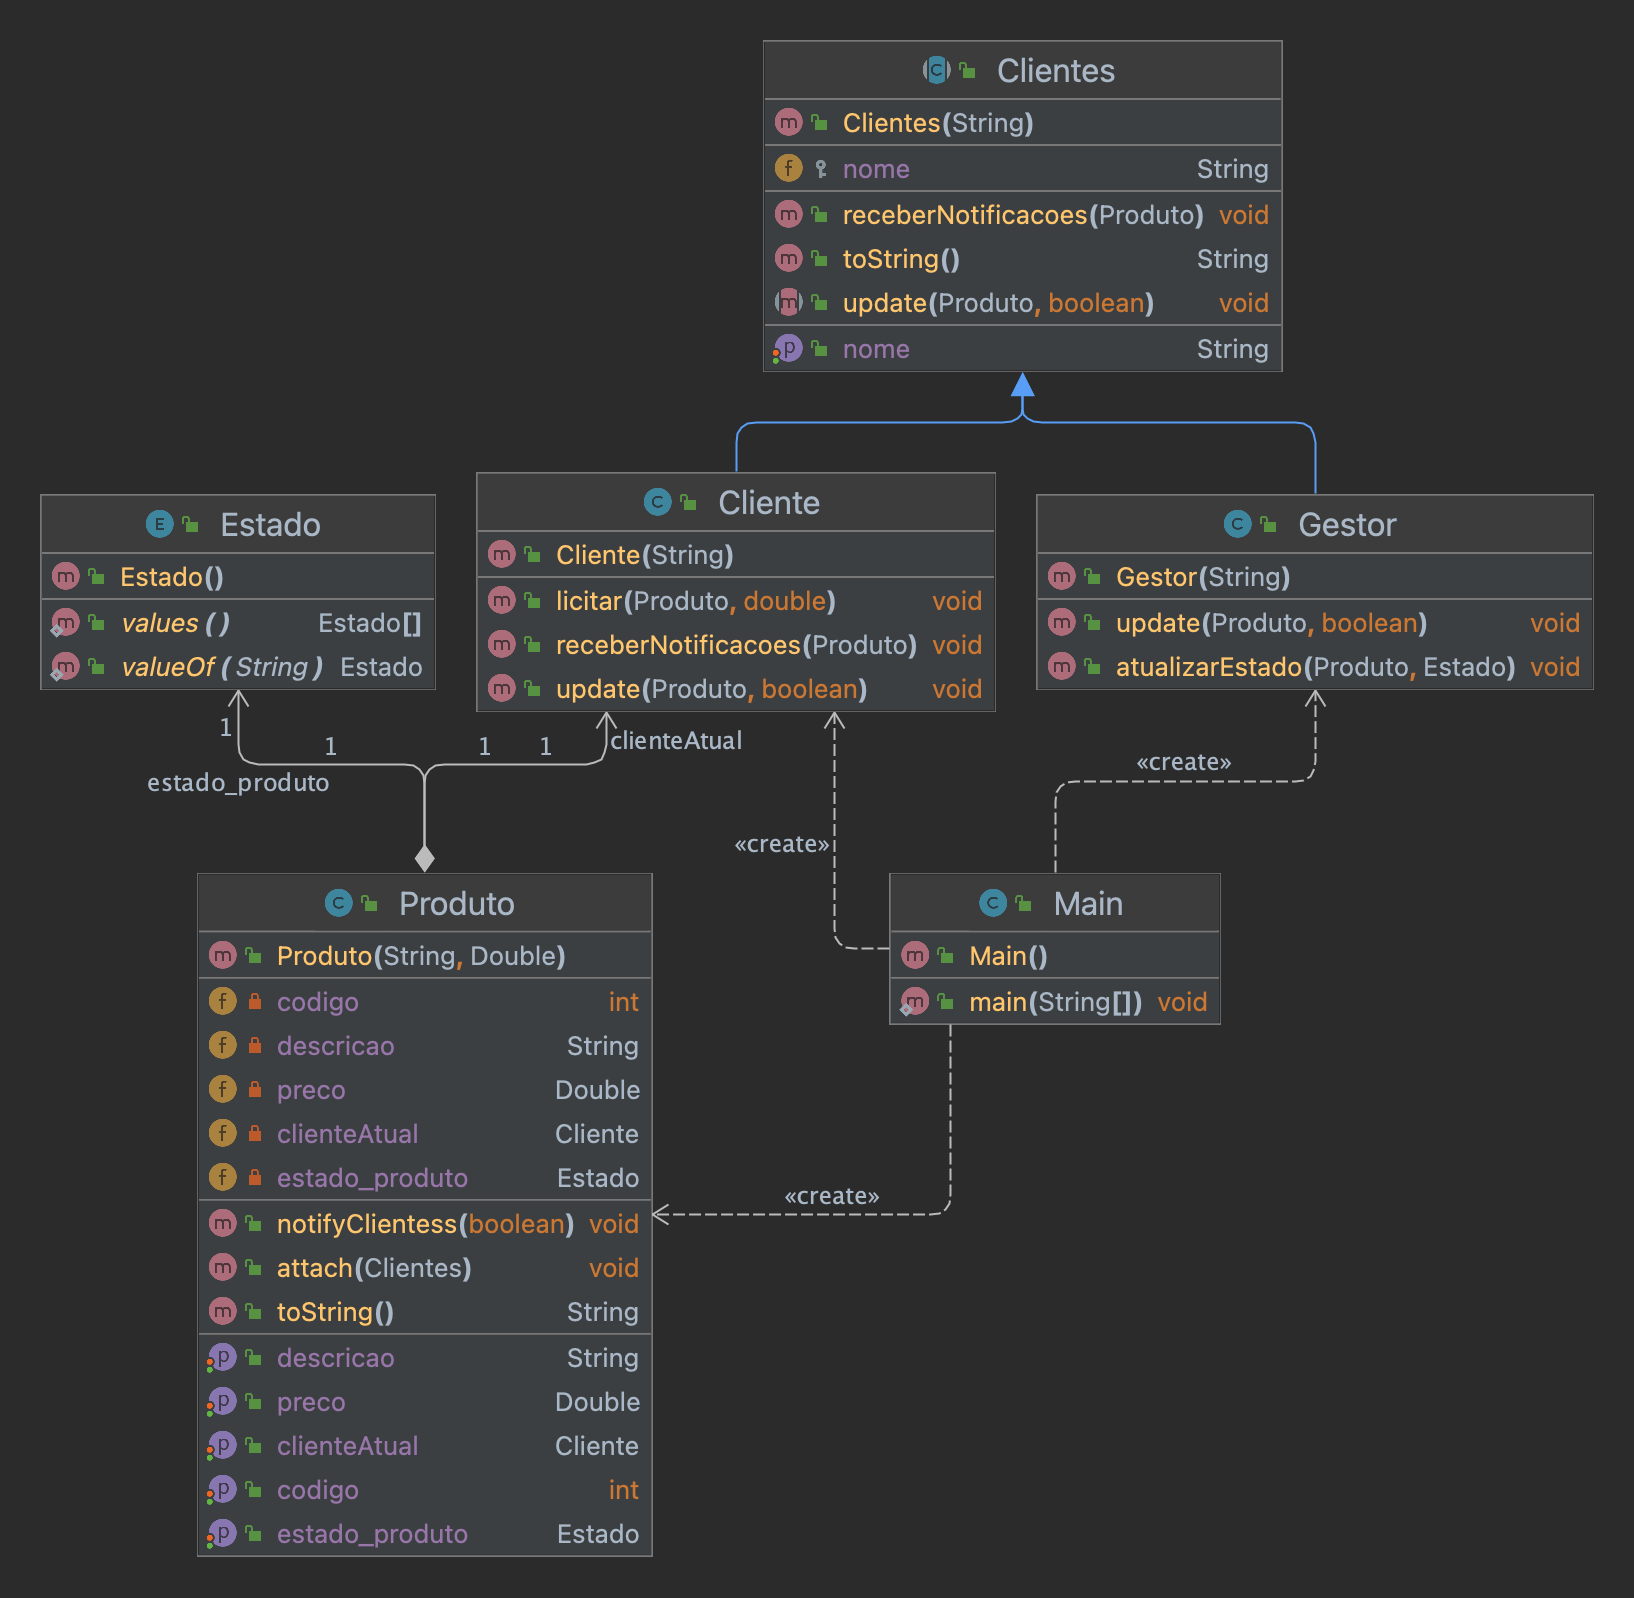 Clientes
Clientes(String)
nome String
receberNotificacoes(Produto) void
toString() String
update(Produto, boolean) void
nome String
Estado
Estado()
values() Estado[]
valueOf(String) Estado
Cliente
Cliente(String)
licitar(Produto, double) void
receberNotificacoes(Produto) void
update(Produto, boolean) void
Gestor
Gestor(String)
update(Produto, boolean) void
atualizarEstado(Produto, Estado) void
1
1
estado_produto
1
1
clienteAtual
«create»
«create»
Produto
Produto(String, Double)
codigo int
descricao String
preco Double
clienteAtual Cliente
estado_produto Estado
notifyClientess(boolean) void
attach(Clientes) void
toString() String
descricao String
preco Double
clienteAtual Cliente
codigo int
estado_produto Estado
Main
Main()
main(String[]) void
«create»